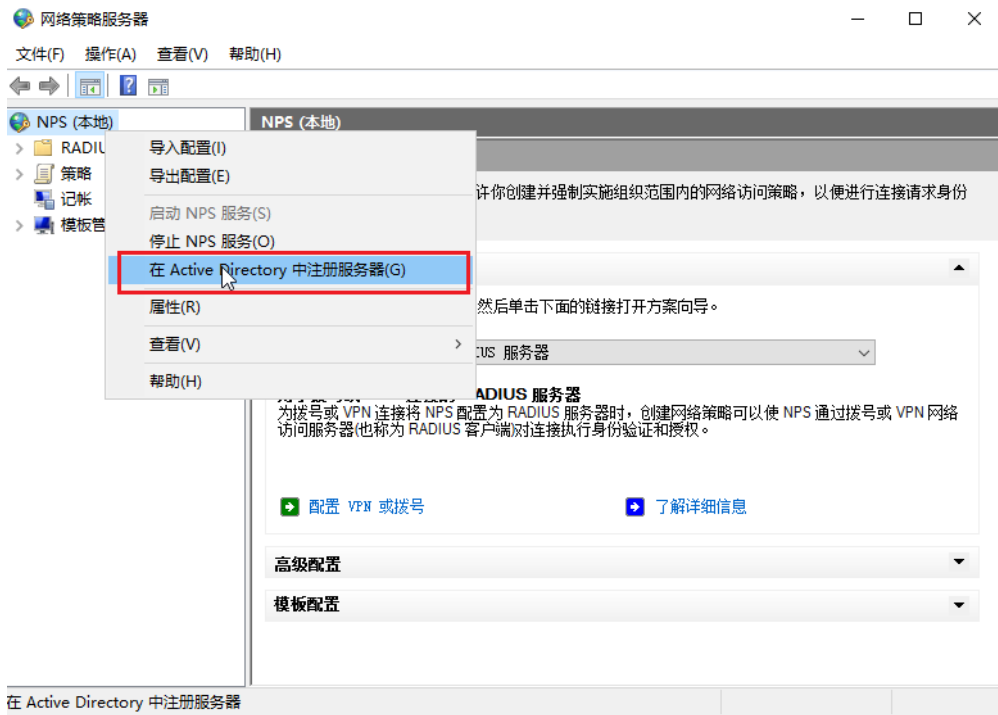 网络策略服务器
文件(F) 操作(A) 查看(V) 帮助(H)
NPS (本地)
RADIU
策略
记帐
模板管
导入配置(I)
导出配置(E)
启动 NPS 服务(S)
停止 NPS 服务(O)
在 Active Directory 中注册服务器(G)
属性(R)
查看(V)
帮助(H)
NPS (本地)
许你创建并强制实施组织范围内的网络访问策略，以便进行连接请求身份
然后单击下面的链接打开方案向导。
IUS 服务器
RADIUS 服务器
为拨号或 VPN 连接将 NPS 配置为 RADIUS 服务器时，创建网络策略可以使 NPS 通过拨号或 VPN 网络
访问服务器(也称为 RADIUS 客户端)对连接执行身份验证和授权。
配置 VPN 或拨号
了解详细信息
高级配置
模板配置
在 Active Directory 中注册服务器